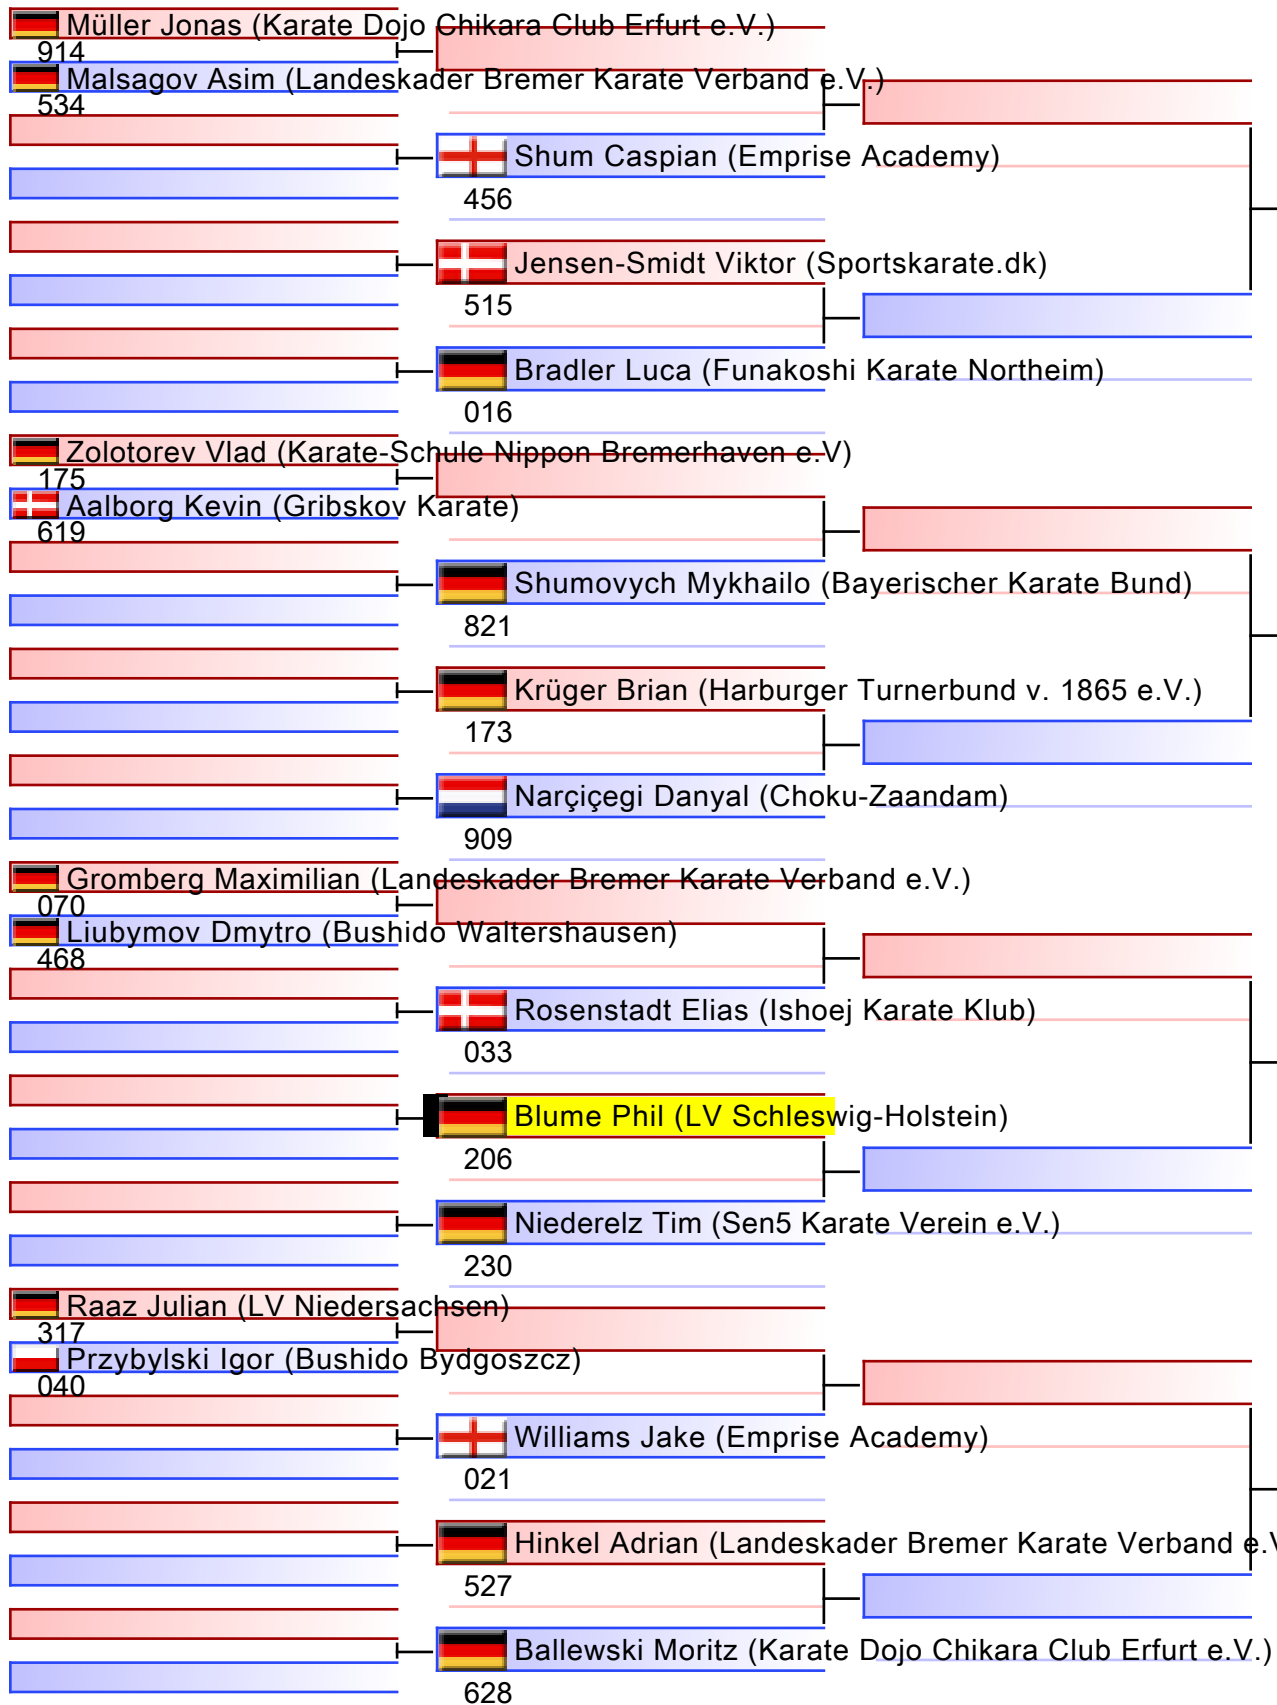 Müller Jonas (Karate Dojo Chikara Club Erfurt e.V.)
914
Malsagov Asim (Landeskader Bremer Karate Verband e.V.)
534
Shum Caspian (Emprise Academy)
456
Jensen-Smidt Viktor (Sportskarate.dk)
515
Bradler Luca (Funakoshi Karate Northeim)
016
Zolotorev Vlad (Karate-Schule Nippon Bremerhaven e.V)
175
Aalborg Kevin (Gribskov Karate)
619
Shumovych Mykhailo (Bayerischer Karate Bund)
821
Krüger Brian (Harburger Turnerbund v. 1865 e.V.)
173
Narçiçegi Danyal (Choku-Zaandam)
909
Gromberg Maximilian (Landeskader Bremer Karate Verband e.V.)
070
Liubymov Dmytro (Bushido Waltershausen)
468
Rosenstadt Elias (Ishoej Karate Klub)
033
Blume Phil (LV Schleswig-Holstein)
206
Niederelz Tim (Sen5 Karate Verein e.V.)
230
Raaz Julian (LV Niedersachsen)
317
Przybylski Igor (Bushido Bydgoszcz)
040
Williams Jake (Emprise Academy)
021
Hinkel Adrian (Landeskader Bremer Karate Verband e.V
527
Ballewski Moritz (Karate Dojo Chikara Club Erfurt e.V.)
628